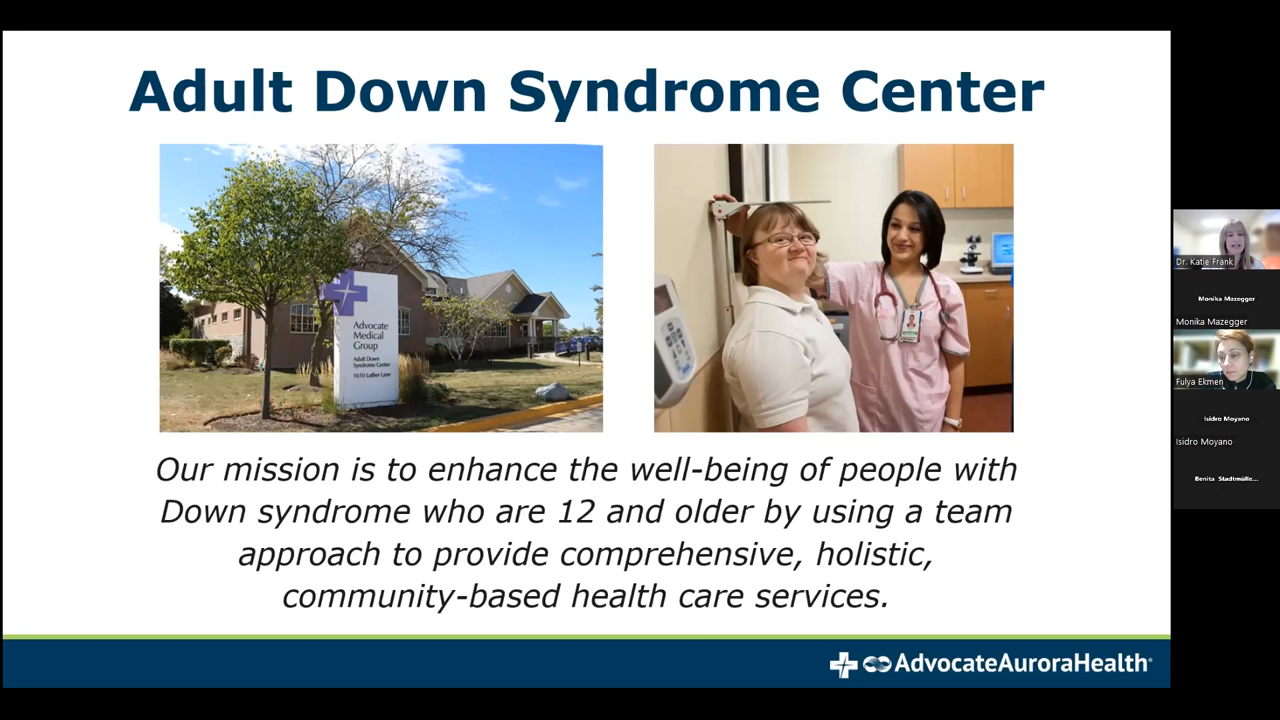 Adult Down Syndrome Center
Advocate
Medical
Group
Adult Down
Syndrome Center
1610 Luther Lane
Our mission is to enhance the well-being of people with
Down syndrome who are 12 and older by using a team
approach to provide comprehensive, holistic,
community-based health care services.
AdvocateAuroraHealth
Dr. Katie Frank
Monika Mazegger
Monika Mazegger
Fulya Ekmen
Isidro Moyano
Isidro Moyano
Benita Stadtmülle...